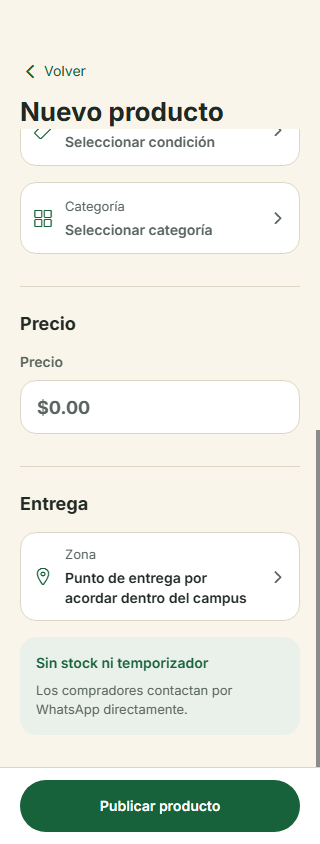 Volver
Nuevo producto
Seleccionar condición
Categoría
Seleccionar categoría
Precio
Precio
$0.00
Entrega
Zona
Punto de entrega por
acordar dentro del campus
Sin stock ni temporizador
Los compradores contactan por
WhatsApp directamente.
Publicar producto